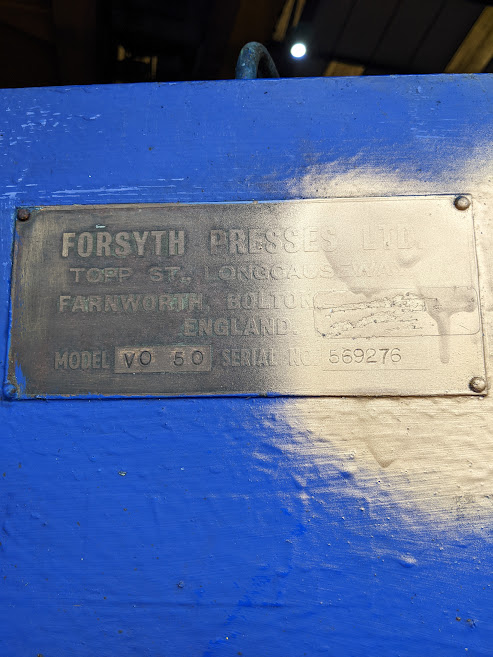 FORSYTH PRESSES LTD.
TOPP ST., LONGCAUSEWAY
FARNWORTH, BOLTON
ENGLAND.
MODEL VO 50 SERIAL NO. 569276